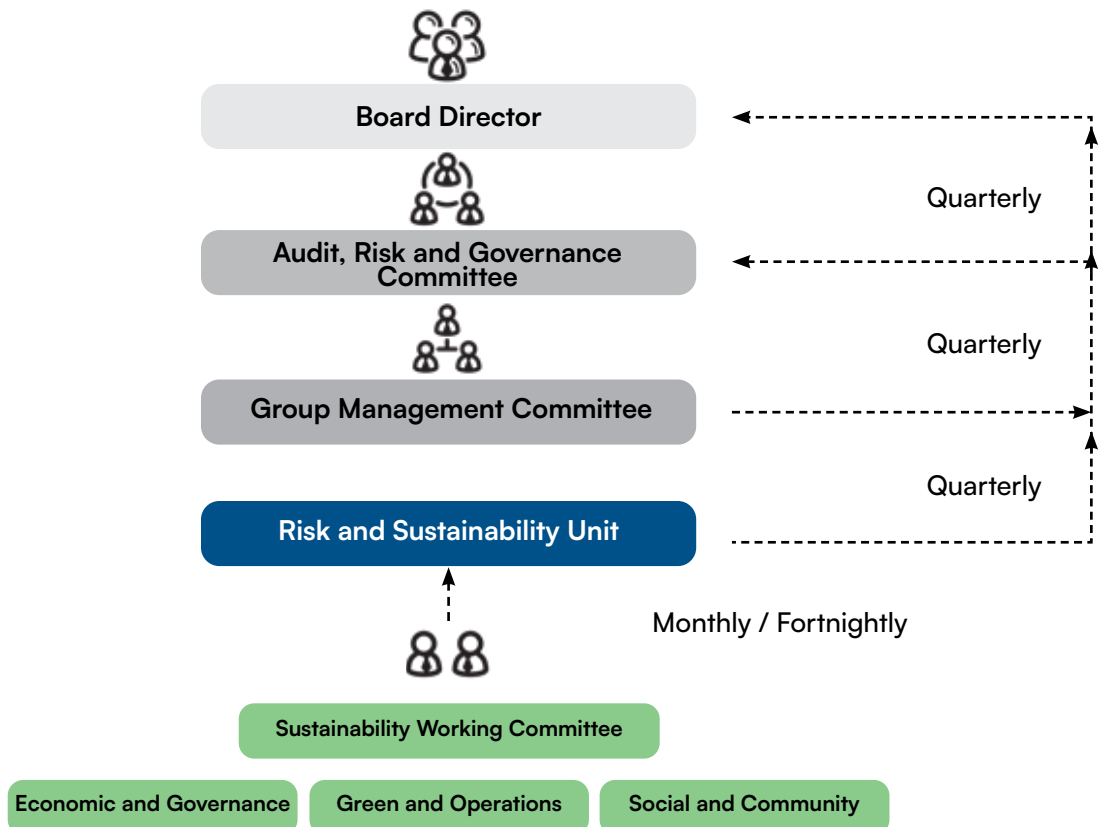 Board Director
Quarterly
Audit, Risk and Governance
Committee
Quarterly
Group Management Committee
Quarterly
Risk and Sustainability Unit
Monthly / Fortnightly
Sustainability Working Committee
Economic and Governance
Green and Operations
Social and Community